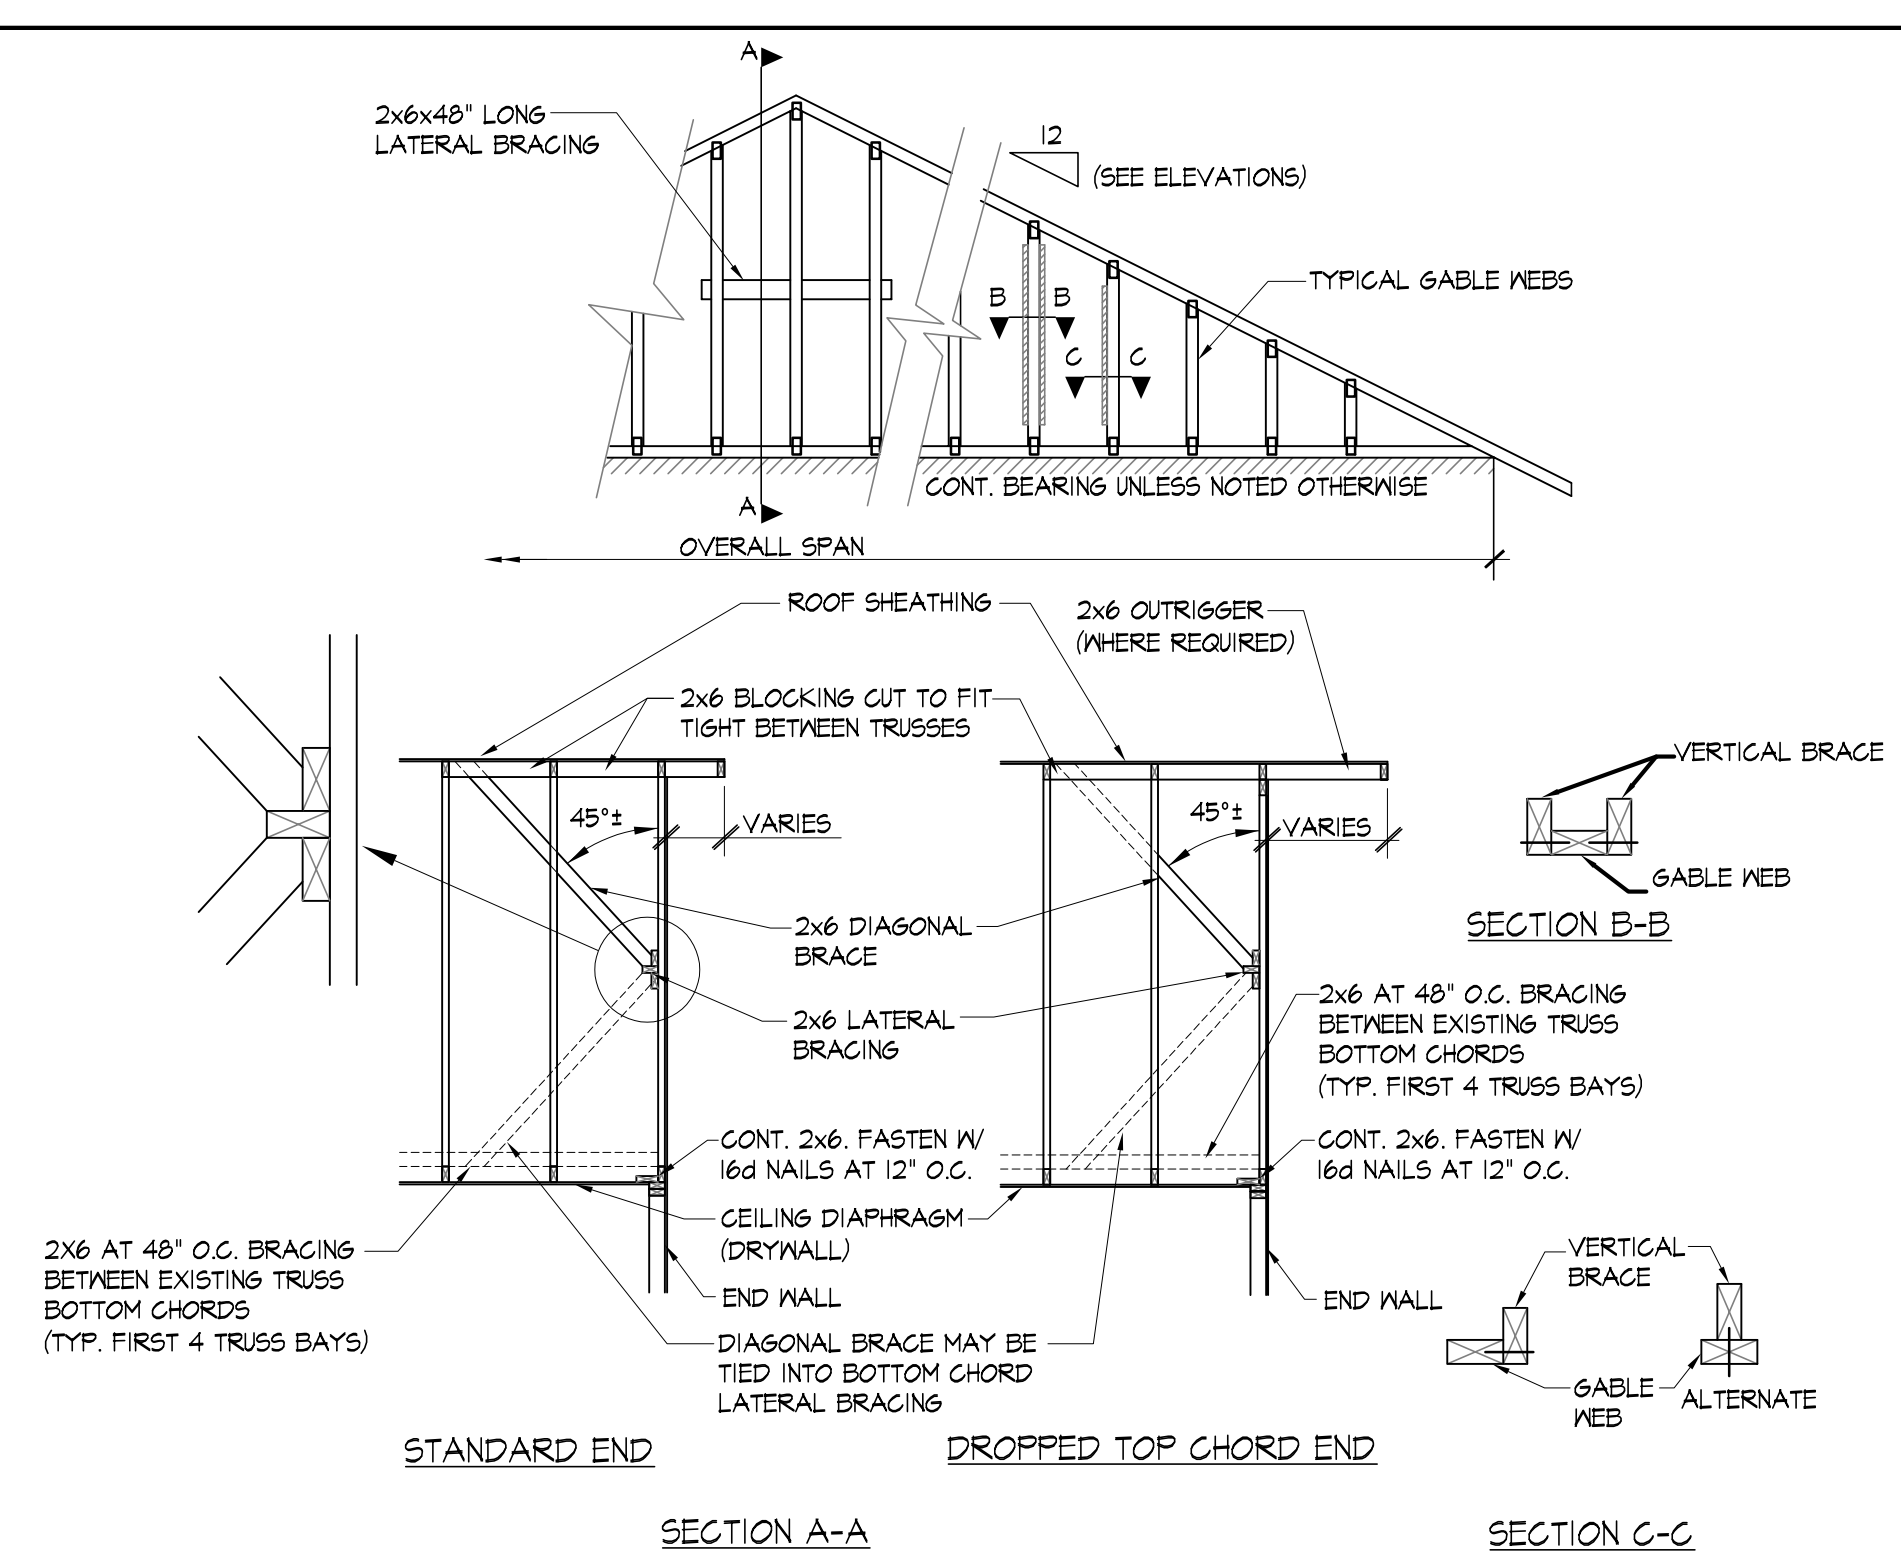 A
2x6x48" LONG
LATERAL BRACING
12
(SEE ELEVATIONS)
TYPICAL GABLE WEBS
B
B
C
C
CONT. BEARING UNLESS NOTED OTHERWISE
A
OVERALL SPAN
ROOF SHEATHING
2x6 OUTRIGGER
(WHERE REQUIRED)
2x6 BLOCKING CUT TO FIT
TIGHT BETWEEN TRUSSES
45°±
VARIES
45°±
VARIES
VERTICAL BRACE
GABLE WEB
SECTION B-B
2x6 DIAGONAL
BRACE
2x6 LATERAL
BRACING
2x6 AT 48" O.C. BRACING
BETWEEN EXISTING TRUSS
BOTTOM CHORDS
(TYP. FIRST 4 TRUSS BAYS)
CONT. 2x6. FASTEN W/
16d NAILS AT 12" O.C.
CONT. 2x6. FASTEN W/
16d NAILS AT 12" O.C.
CEILING DIAPHRAGM
(DRYWALL)
2X6 AT 48" O.C. BRACING
BETWEEN EXISTING TRUSS
BOTTOM CHORDS
(TYP. FIRST 4 TRUSS BAYS)
END WALL
END WALL
DIAGONAL BRACE MAY BE
TIED INTO BOTTOM CHORD
LATERAL BRACING
VERTICAL
BRACE
GABLE
WEB
ALTERNATE
STANDARD END
DROPPED TOP CHORD END
SECTION A-A
SECTION C-C